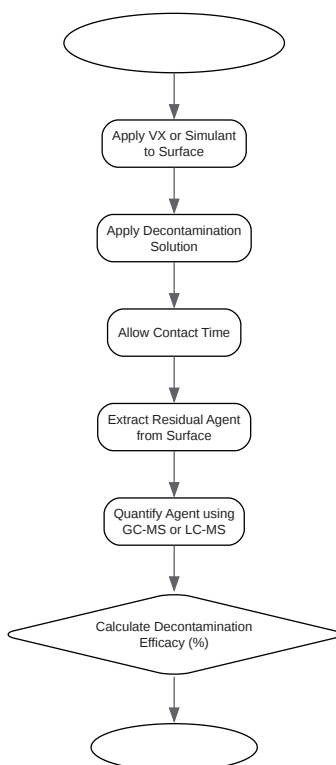 Apply VX or Simulant
to Surface
Apply Decontamination
Solution
Allow Contact Time
Extract Residual Agent
from Surface
Quantify Agent using
GC-MS or LC-MS
Calculate Decontamination
Efficacy (%)